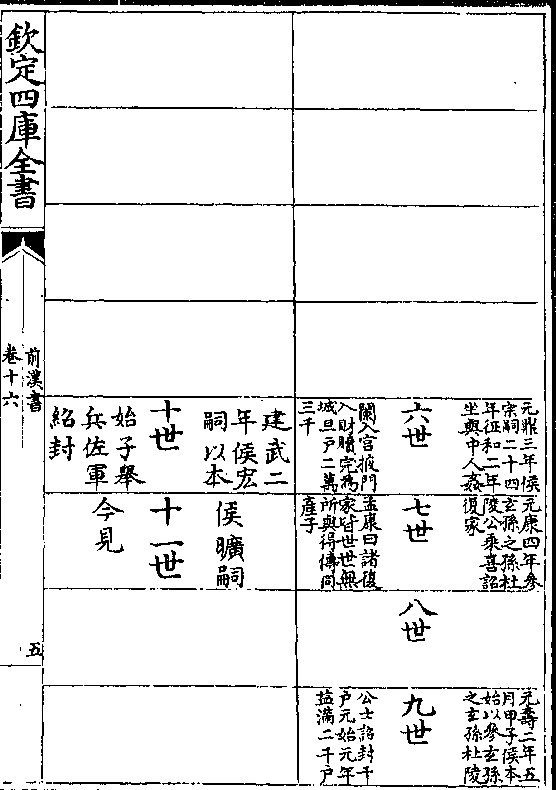 元鼎三年侯
宗嗣二十四
年征和二年
坐與中人姦
六世
闌入宫掖門
入財贖完爲
城旦户二萬
三千
元康四年参
玄孫之孫杜
陵公乘喜詔
復家
七世
孟康曰諸復
家皆世世無
所與得傳同
産子
八世
元壽二年五
月甲子侯本
始以參玄孫
之玄孫杜陵
九世
公士詔封千
户元始元年
益滿二千户
建武二
年侯宏
嗣以本
十世
始子舉
兵佐軍
紹封
侯曠嗣
十一世
今見
欽定四庫全書
前漢書
卷十六
五